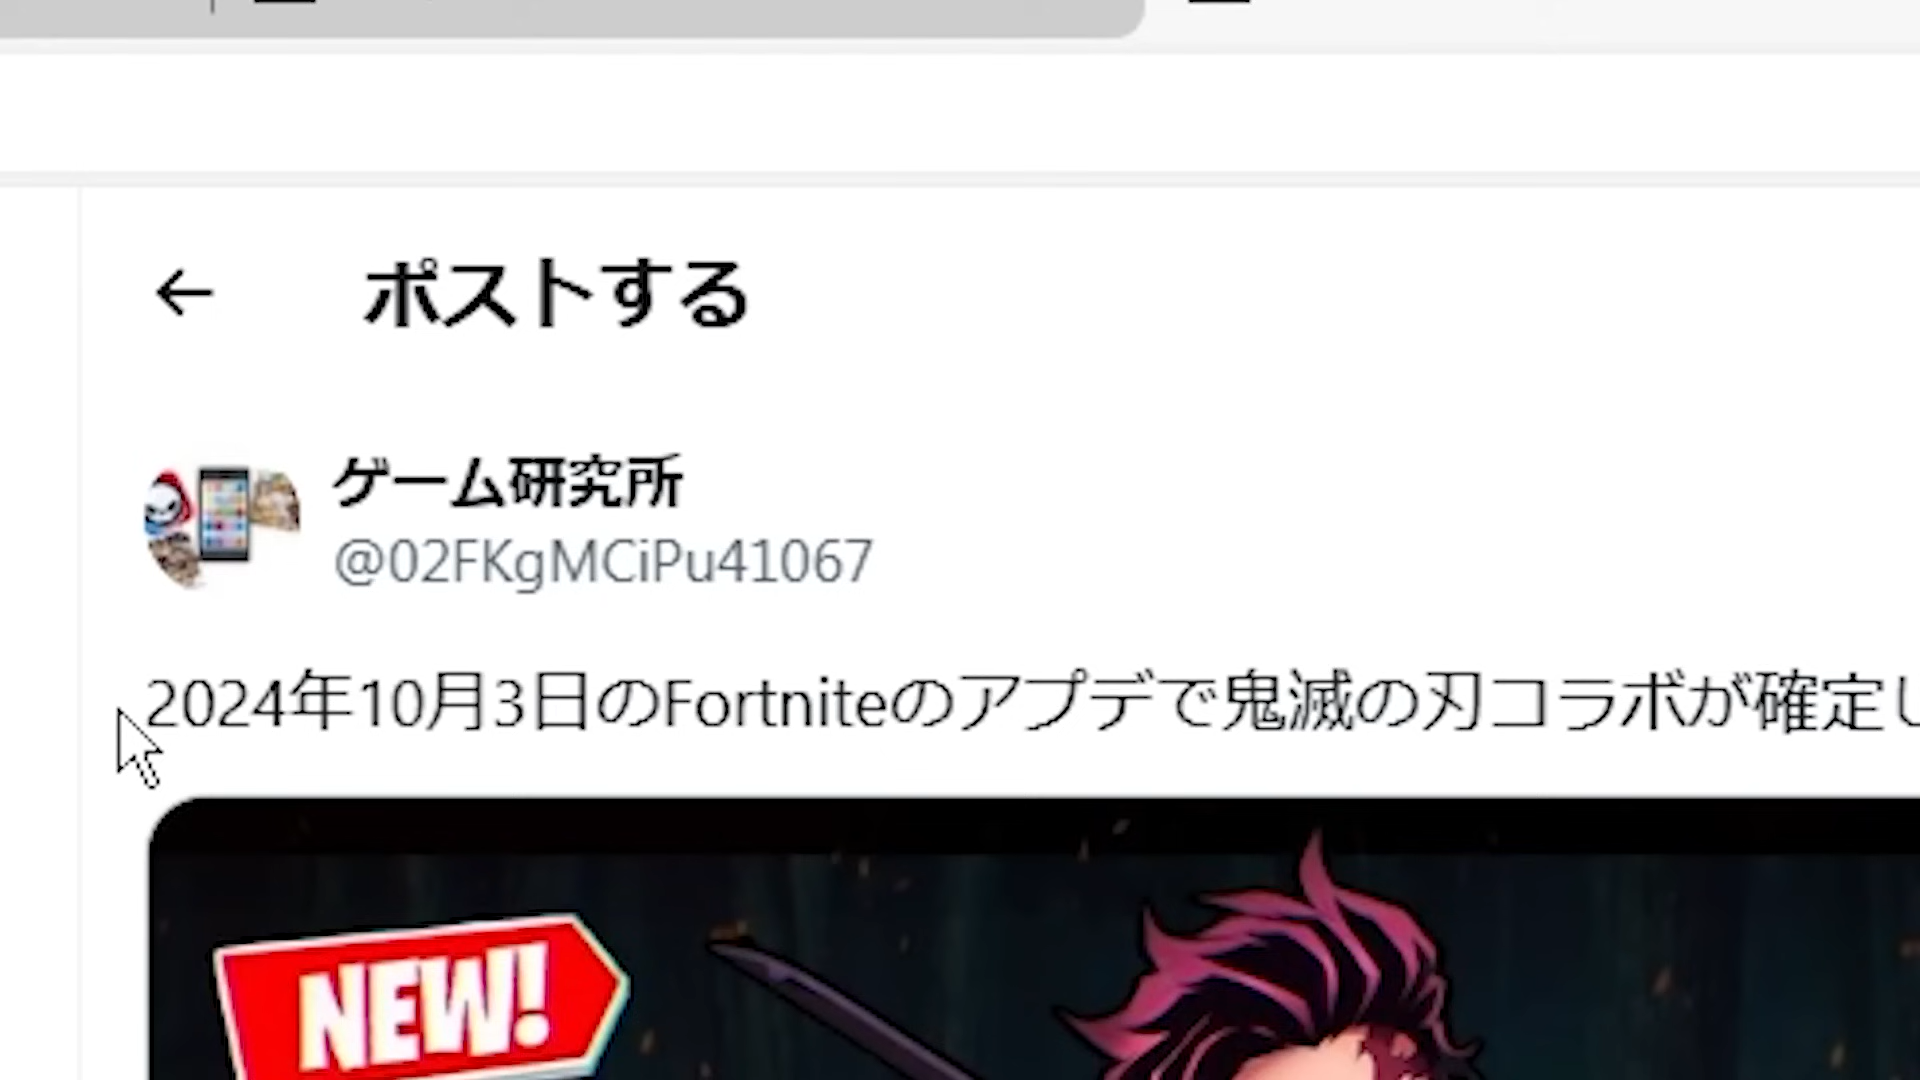 ポストする
ゲーム研究所
@02FKgMCiPu41067
2024年10月3日のFortniteのアプデで鬼滅の刃コラボが確定し
NEW!